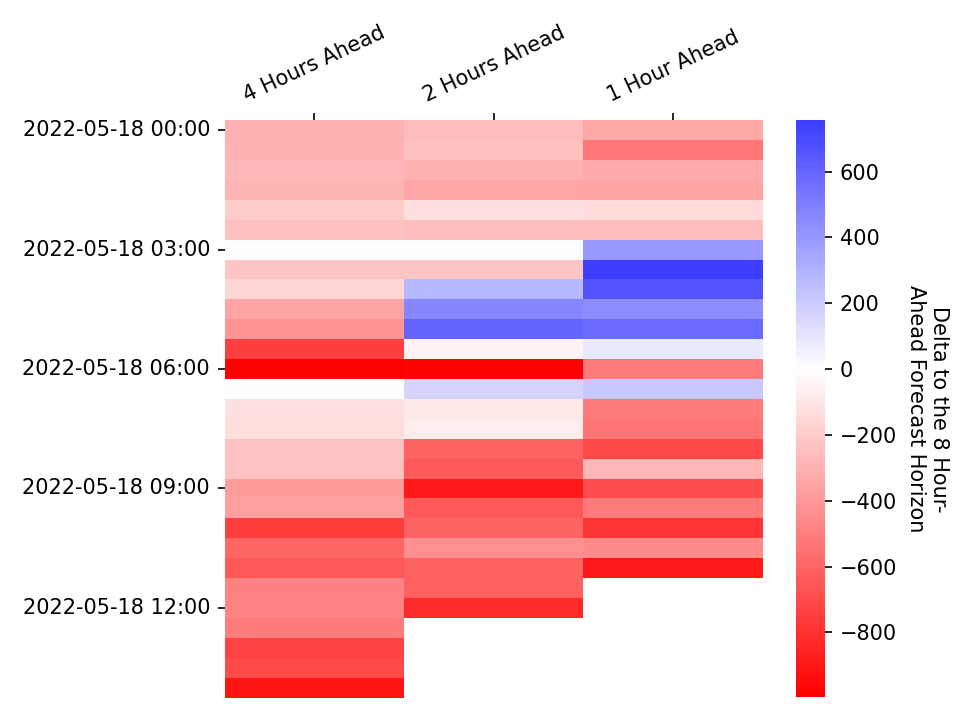 4 Hours Ahead
2 Hours Ahead
1 Hour Ahead
2022-05-18 00:00
2022-05-18 03:00
2022-05-18 06:00
2022-05-18 09:00
2022-05-18 12:00
600
400
200
0
−200
−400
−600
−800
Delta to the 8 Hour-
Ahead Forecast Horizon